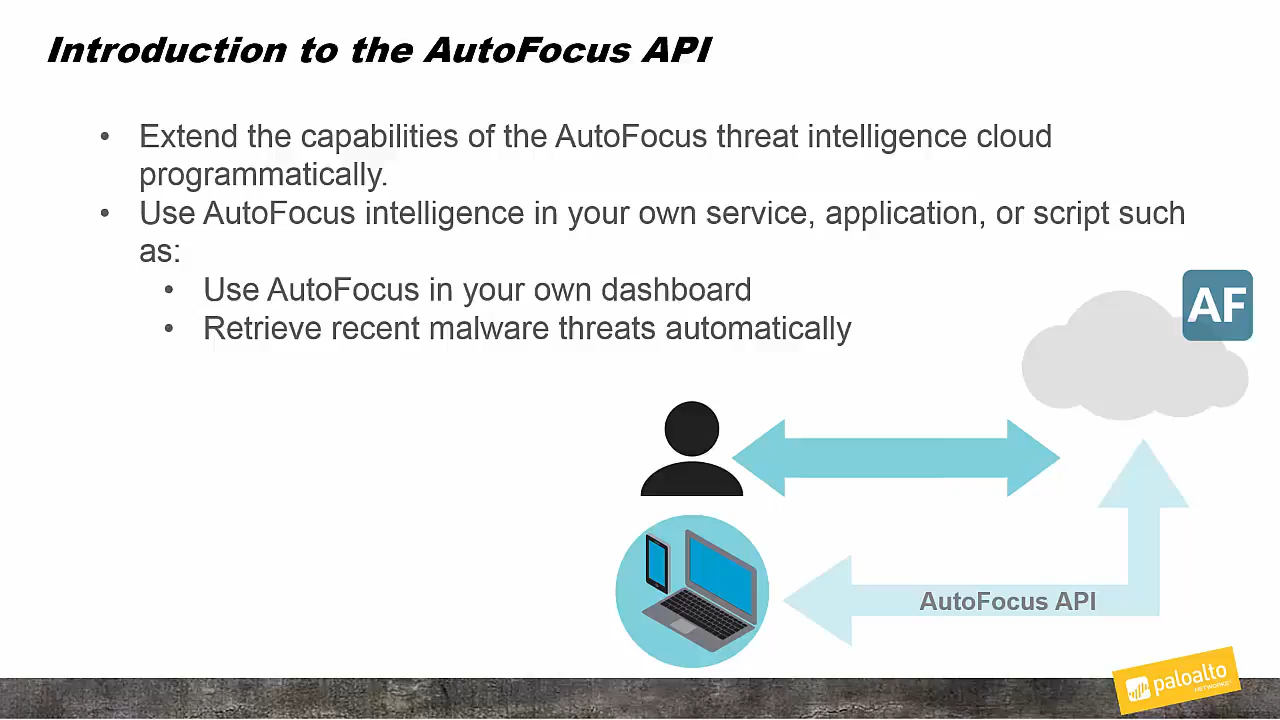 Introduction to the AutoFocus API
• Extend the capabilities of the AutoFocus threat intelligence cloud
programmatically.
• Use AutoFocus intelligence in your own service, application, or script such
as:
• Use AutoFocus in your own dashboard
• Retrieve recent malware threats automatically
AF
AutoFocus API
paloalto
NETWORKS